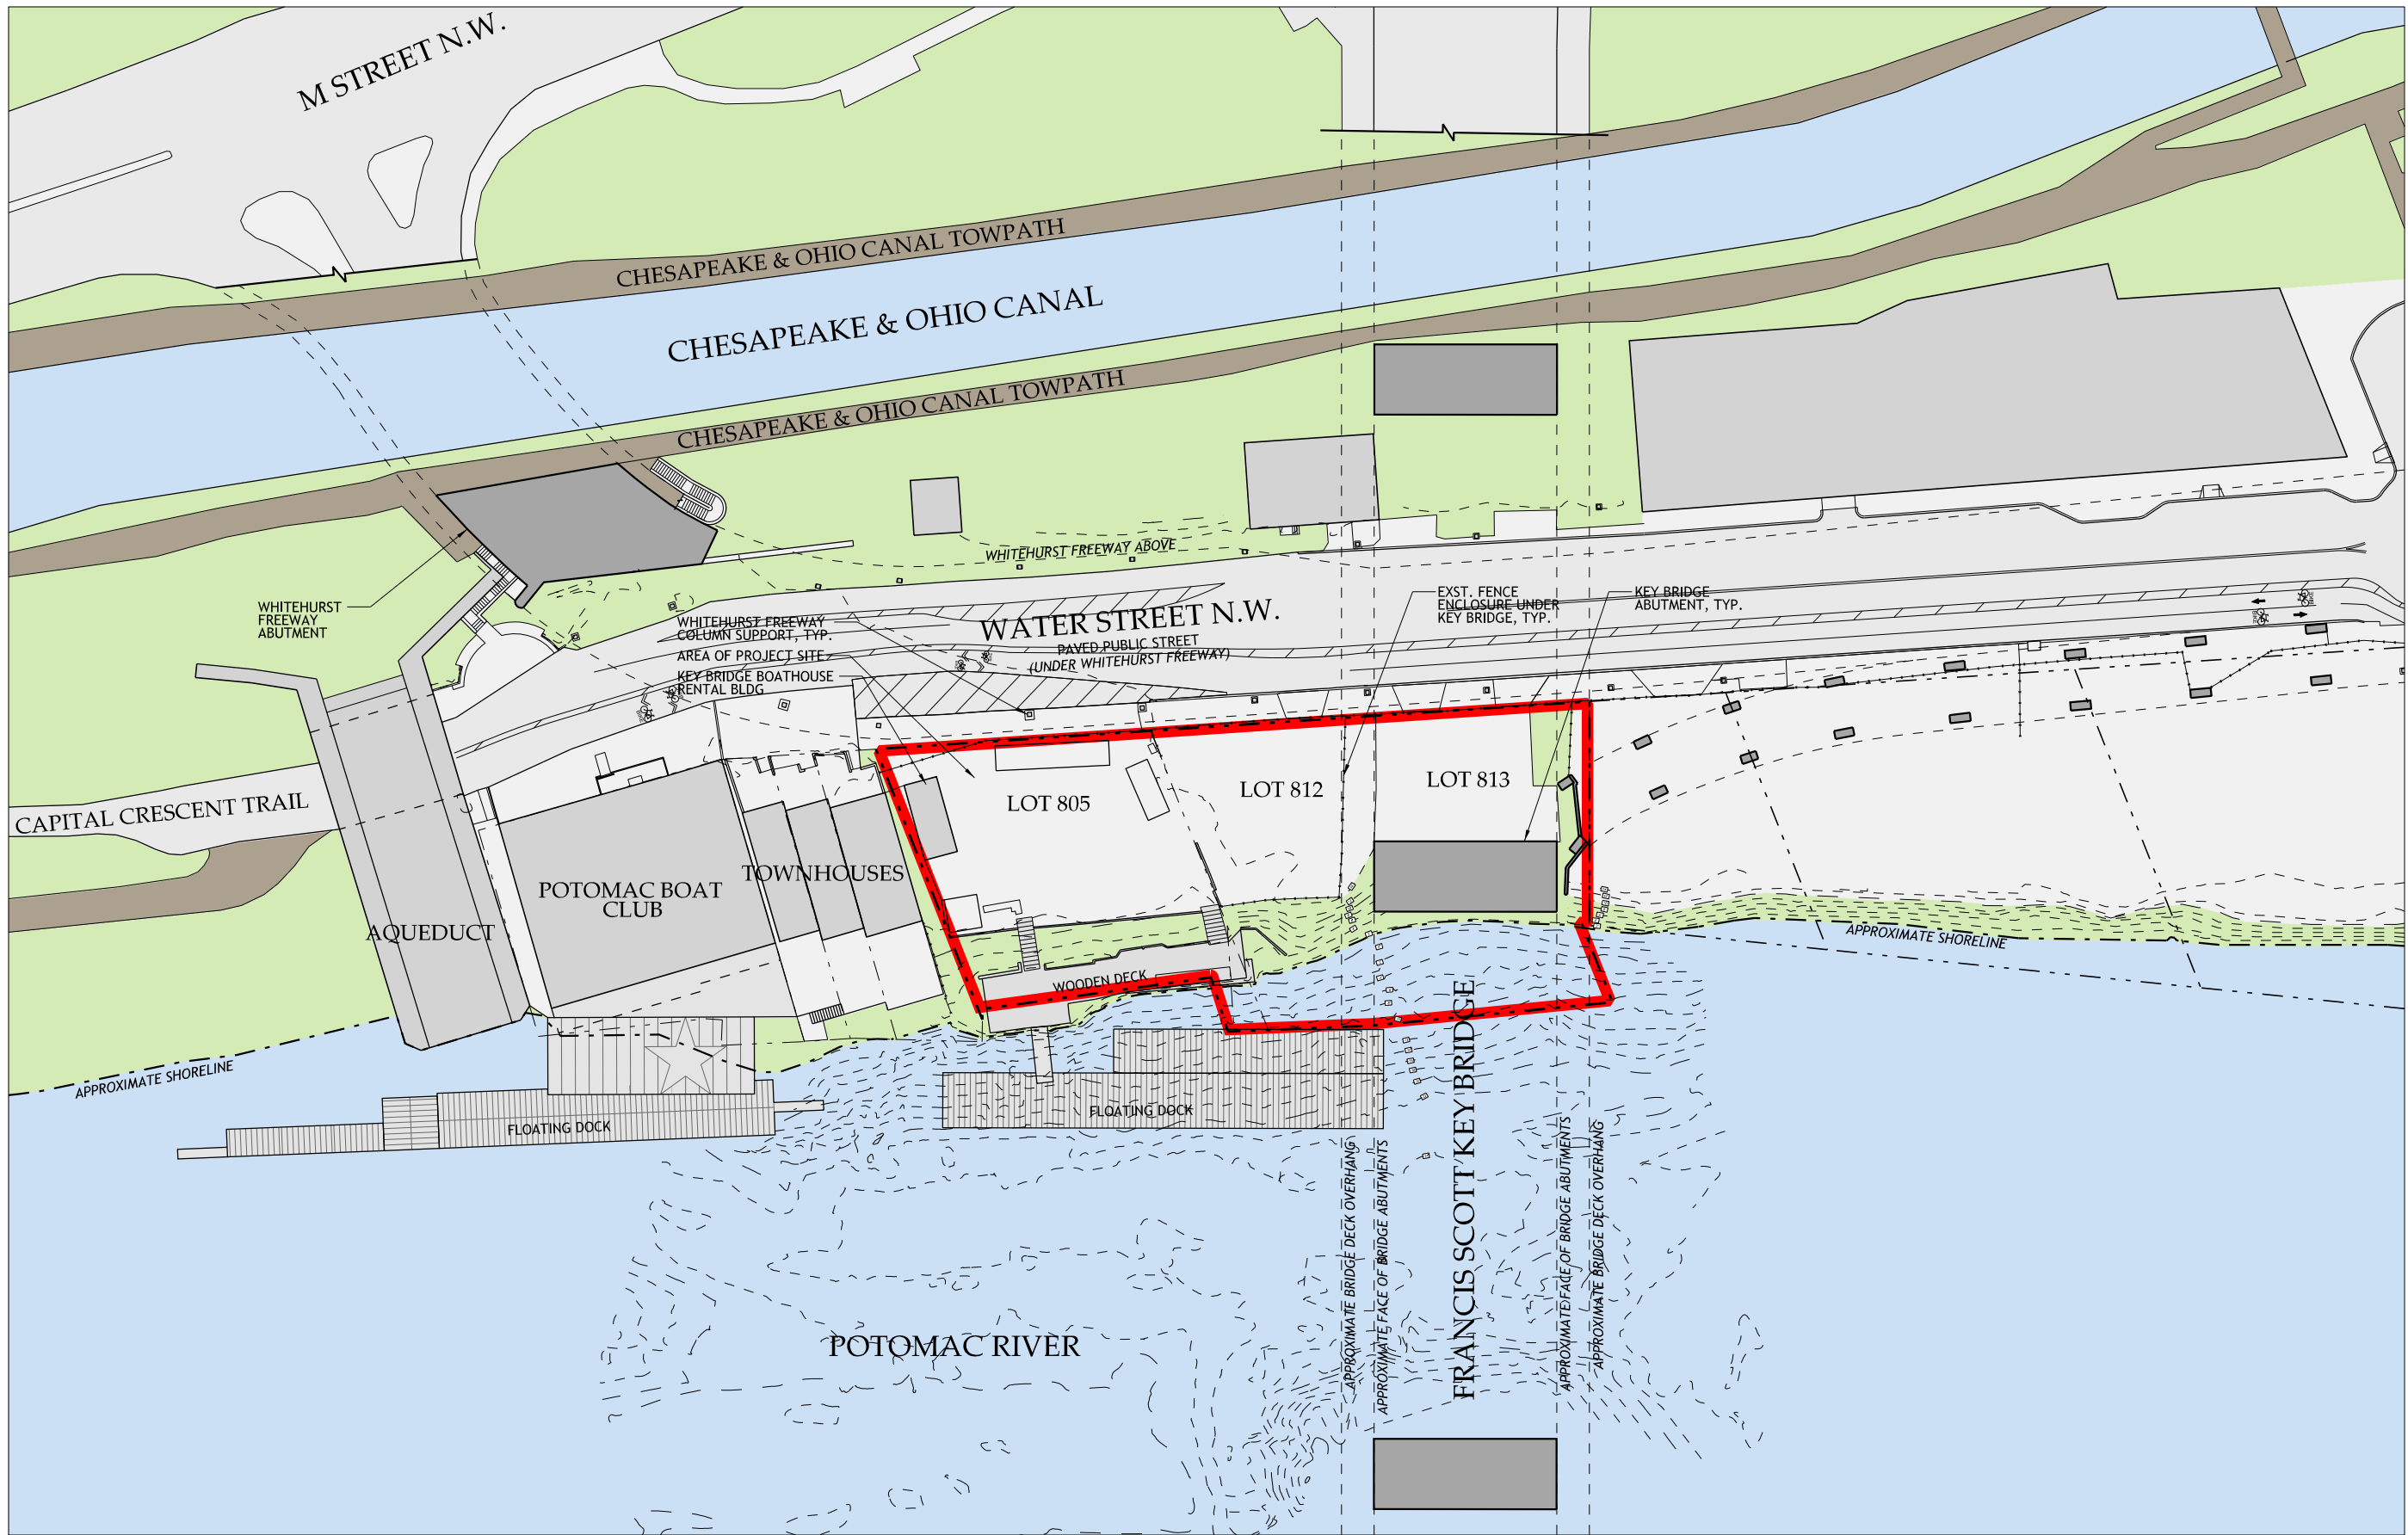 M STREET N.W.
CHESAPEAKE & OHIO CANAL TOWPATH
CHESAPEAKE & OHIO CANAL
CHESAPEAKE & OHIO CANAL TOWPATH
WHITEHURST FREEWAY ABOVE
WHITEHURST
FREEWAY
ABUTMENT
WHITEHURST FREEWAY
COLUMN SUPPORT, TYP.
AREA OF PROJECT SITE
KEY BRIDGE BOATHOUSE
RENTAL BLDG
WATER STREET N.W.
PAVED PUBLIC STREET
(UNDER WHITEHURST FREEWAY)
EXST. FENCE
ENCLOSURE UNDER
KEY BRIDGE, TYP.
KEY BRIDGE
ABUTMENT, TYP.
CAPITAL CRESCENT TRAIL
LOT 805
LOT 812
LOT 813
TOWNHOUSES
POTOMAC BOAT
CLUB
AQUEDUCT
WOODEN DECK
APPROXIMATE SHORELINE
APPROXIMATE SHORELINE
FLOATING DOCK
FLOATING DOCK
APPROXIMATE BRIDGE DECK OVERHANG
APPROXIMATE FACE OF BRIDGE ABUTMENTS
FRANCIS SCOTT KEY BRIDGE
APPROXIMATE FACE OF BRIDGE ABUTMENTS
APPROXIMATE BRIDGE DECK OVERHANG
POTOMAC RIVER